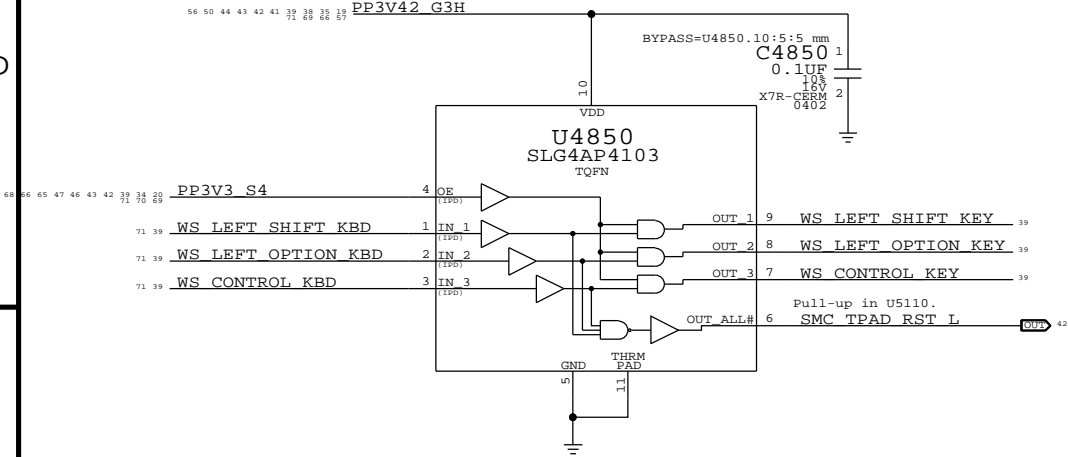 56 50 44 43 42 41 39 38 35 19 PP3V42_G3H
71 69 66 57
BYPASS=U4850.10:5:5 mm
C4850 1
0.1UF
10%
16V
X7R-CERM 2
0402
D
10
VDD
U4850
SLG4AP4103
TQFN
68 66 65 47 46 43 42 39 34 20 PP3V3_S4 4 OE
71 70 69
(IPD)
71 39 WS_LEFT_SHIFT_KBD 1 IN_1
(IPD)
OUT_1 9 WS_LEFT_SHIFT_KEY 39
71 39 WS_LEFT_OPTION_KBD 2 IN_2
(IPD)
OUT_2 8 WS_LEFT_OPTION_KEY 39
71 39 WS_CONTROL_KBD 3 IN_3
(IPD)
OUT_3 7 WS_CONTROL_KEY 39
Pull-up in U5110.
OUT_ALL# 6 SMC_TPAD_RST_L OUT 42
GND
THRM
PAD
5
11